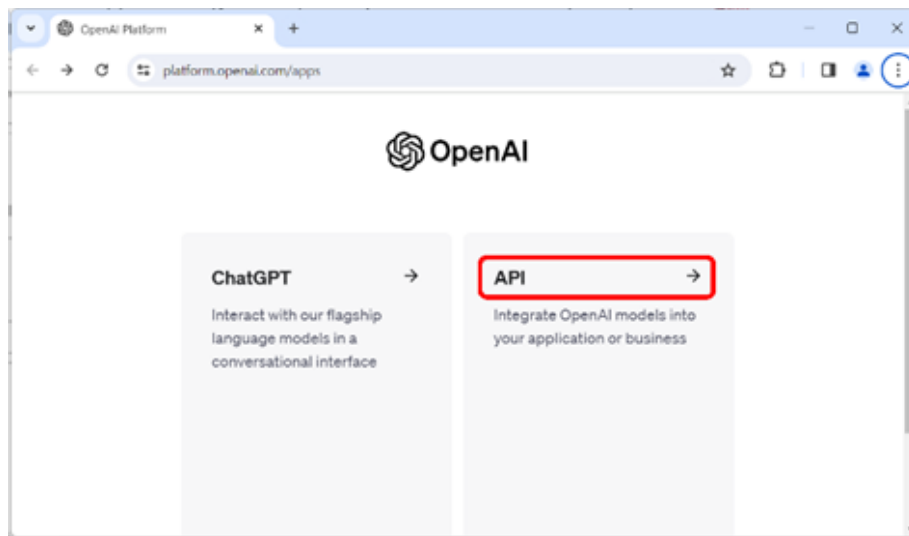 OpenAI Platform
platform.openai.com/apps
OpenAI
ChatGPT
Interact with our flagship
language models in a
conversational interface
API
Integrate OpenAI models into
your application or business